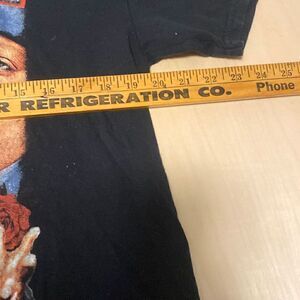 15 16 17 18 19 20 21 22 23 24 25
R REFRIGERATION CO. Phone